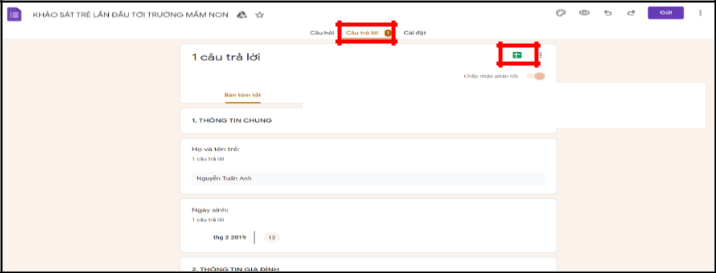 KHẢO SÁT TRẺ LẦN ĐẦU TỚI TRƯỜNG MẦM NON
Gửi
Câu hỏi Câu trả lời 1 Cài đặt
1 câu trả lời
Chấp nhận phản hồi
Bản tóm tắt
1. THÔNG TIN CHUNG
Họ và tên trẻ:
1 câu trả lời
Nguyễn Tuấn Anh
Ngày sinh:
1 câu trả lời
thg 2 2019 12
2. THÔNG TIN GIA ĐÌNH